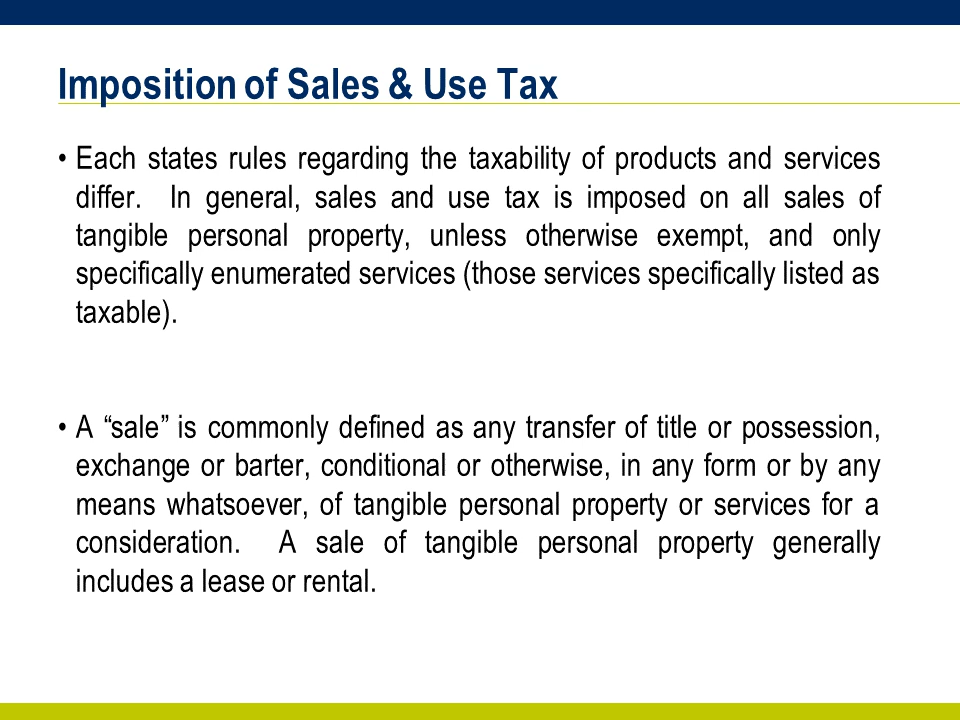 Imposition of Sales & Use Tax
• Each states rules regarding the taxability of products and services
differ.  In general, sales and use tax is imposed on all sales of
tangible personal property, unless otherwise exempt, and only
specifically enumerated services (those services specifically listed as
taxable).
• A “sale” is commonly defined as any transfer of title or possession,
exchange or barter, conditional or otherwise, in any form or by any
means whatsoever, of tangible personal property or services for a
consideration.  A sale of tangible personal property generally
includes a lease or rental.